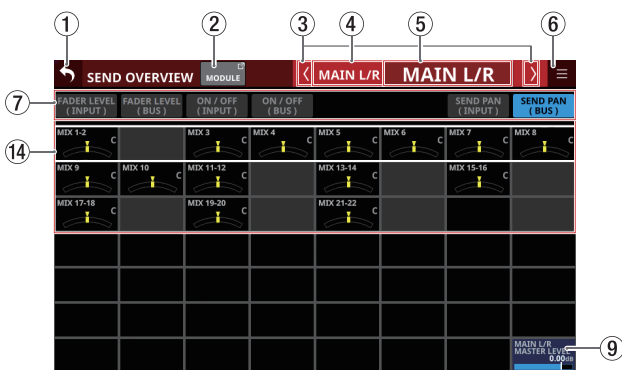 1 2 3 4 5 6
SEND OVERVIEW MODULE MAIN L/R MAIN L/R
7
FADER LEVEL FADER LEVEL ON / OFF ON / OFF SEND PAN SEND PAN
( INPUT ) ( BUS ) ( INPUT ) ( BUS ) ( INPUT ) ( BUS )
14
MIX 1-2 MIX 3 MIX 4 MIX 5 MIX 6 MIX 7 MIX 8
C C C C C C C
MIX 9 MIX 10 MIX 11-12 MIX 13-14 MIX 15-16
C C C C C
MIX 17-18 MIX 19-20 MIX 21-22
C C C
MAIN L/R
MASTER LEVEL
0.00dB
9